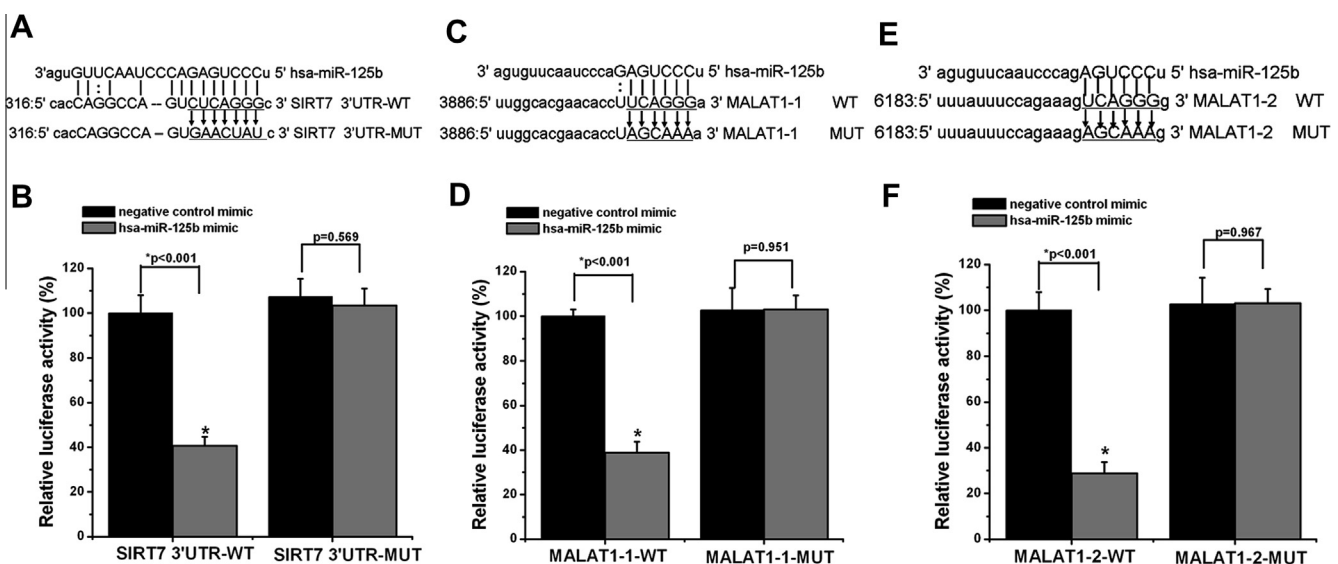 A
3'aguGUUCAAUCCCAGAGUCCCu 5' hsa-miR-125b
316:5' cacCAGGCCA -- GUCUCAGGGc 3' SIRT7 3'UTR-WT
316:5' cacCAGGCCA -- GUGAACUAU c 3' SIRT7 3'UTR-MUT
B
negative control mimic
hsa-miR-125b mimic
*p<0.001
p=0.569
Relative luciferase activity (%)
120
100
80
60
40
20
0
*
SIRT7 3'UTR-WT
SIRT7 3'UTR-MUT
C
3' aguguucaaucccaGAGUCCCu 5' hsa-miR-125b
:
3886:5' uuggcacgaacaccUUCAGGGa 3' MALAT1-1 WT
3886:5' uuggcacgaacaccUAGCAAAa 3' MALAT1-1 MUT
D
negative control mimic
hsa-miR-125b mimic
*p<0.001
p=0.951
Relative luciferase activity (%)
120
100
80
60
40
20
0
*
MALAT1-1-WT
MALAT1-1-MUT
E
3' aguguucaaucccagAGUCCCu 5' hsa-miR-125b
6183:5' uuuauuuccagaaagUCAGGGg 3' MALAT1-2 WT
6183:5' uuuauuuccagaaagAGCAAAg 3' MALAT1-2 MUT
F
negative control mimic
hsa-miR-125b mimic
*p<0.001
p=0.967
Relative luciferase activity (%)
120
100
80
60
40
20
0
*
MALAT1-2-WT
MALAT1-2-MUT